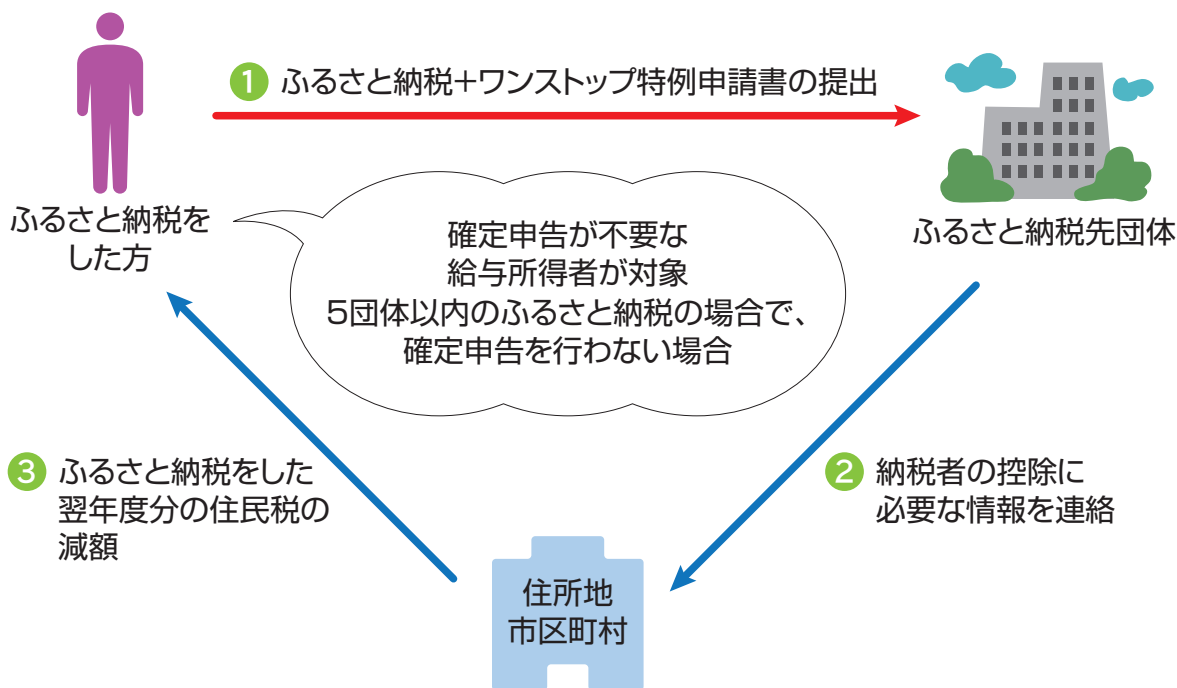 ❶ ふるさと納税+ワンストップ特例申請書の提出
ふるさと納税を
した方
ふるさと納税先団体
確定申告が不要な
給与所得者が対象
5団体以内のふるさと納税の場合で、
確定申告を行わない場合
❷ 納税者の控除に
必要な情報を連絡
❸ ふるさと納税をした
翌年度分の住民税の
減額
住所地
市区町村